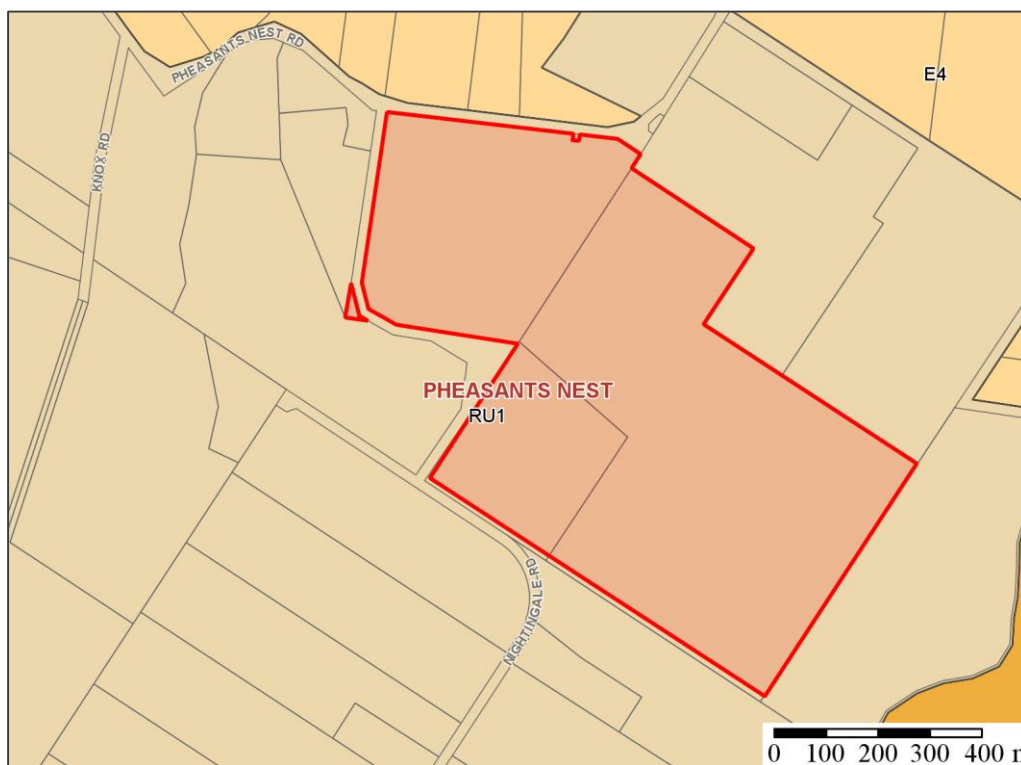 PHEASANTS NEST RD
E4
KNOX RD
PHEASANTS NEST
RU1
NIGHTINGALE RD
0 100 200 300 400 m